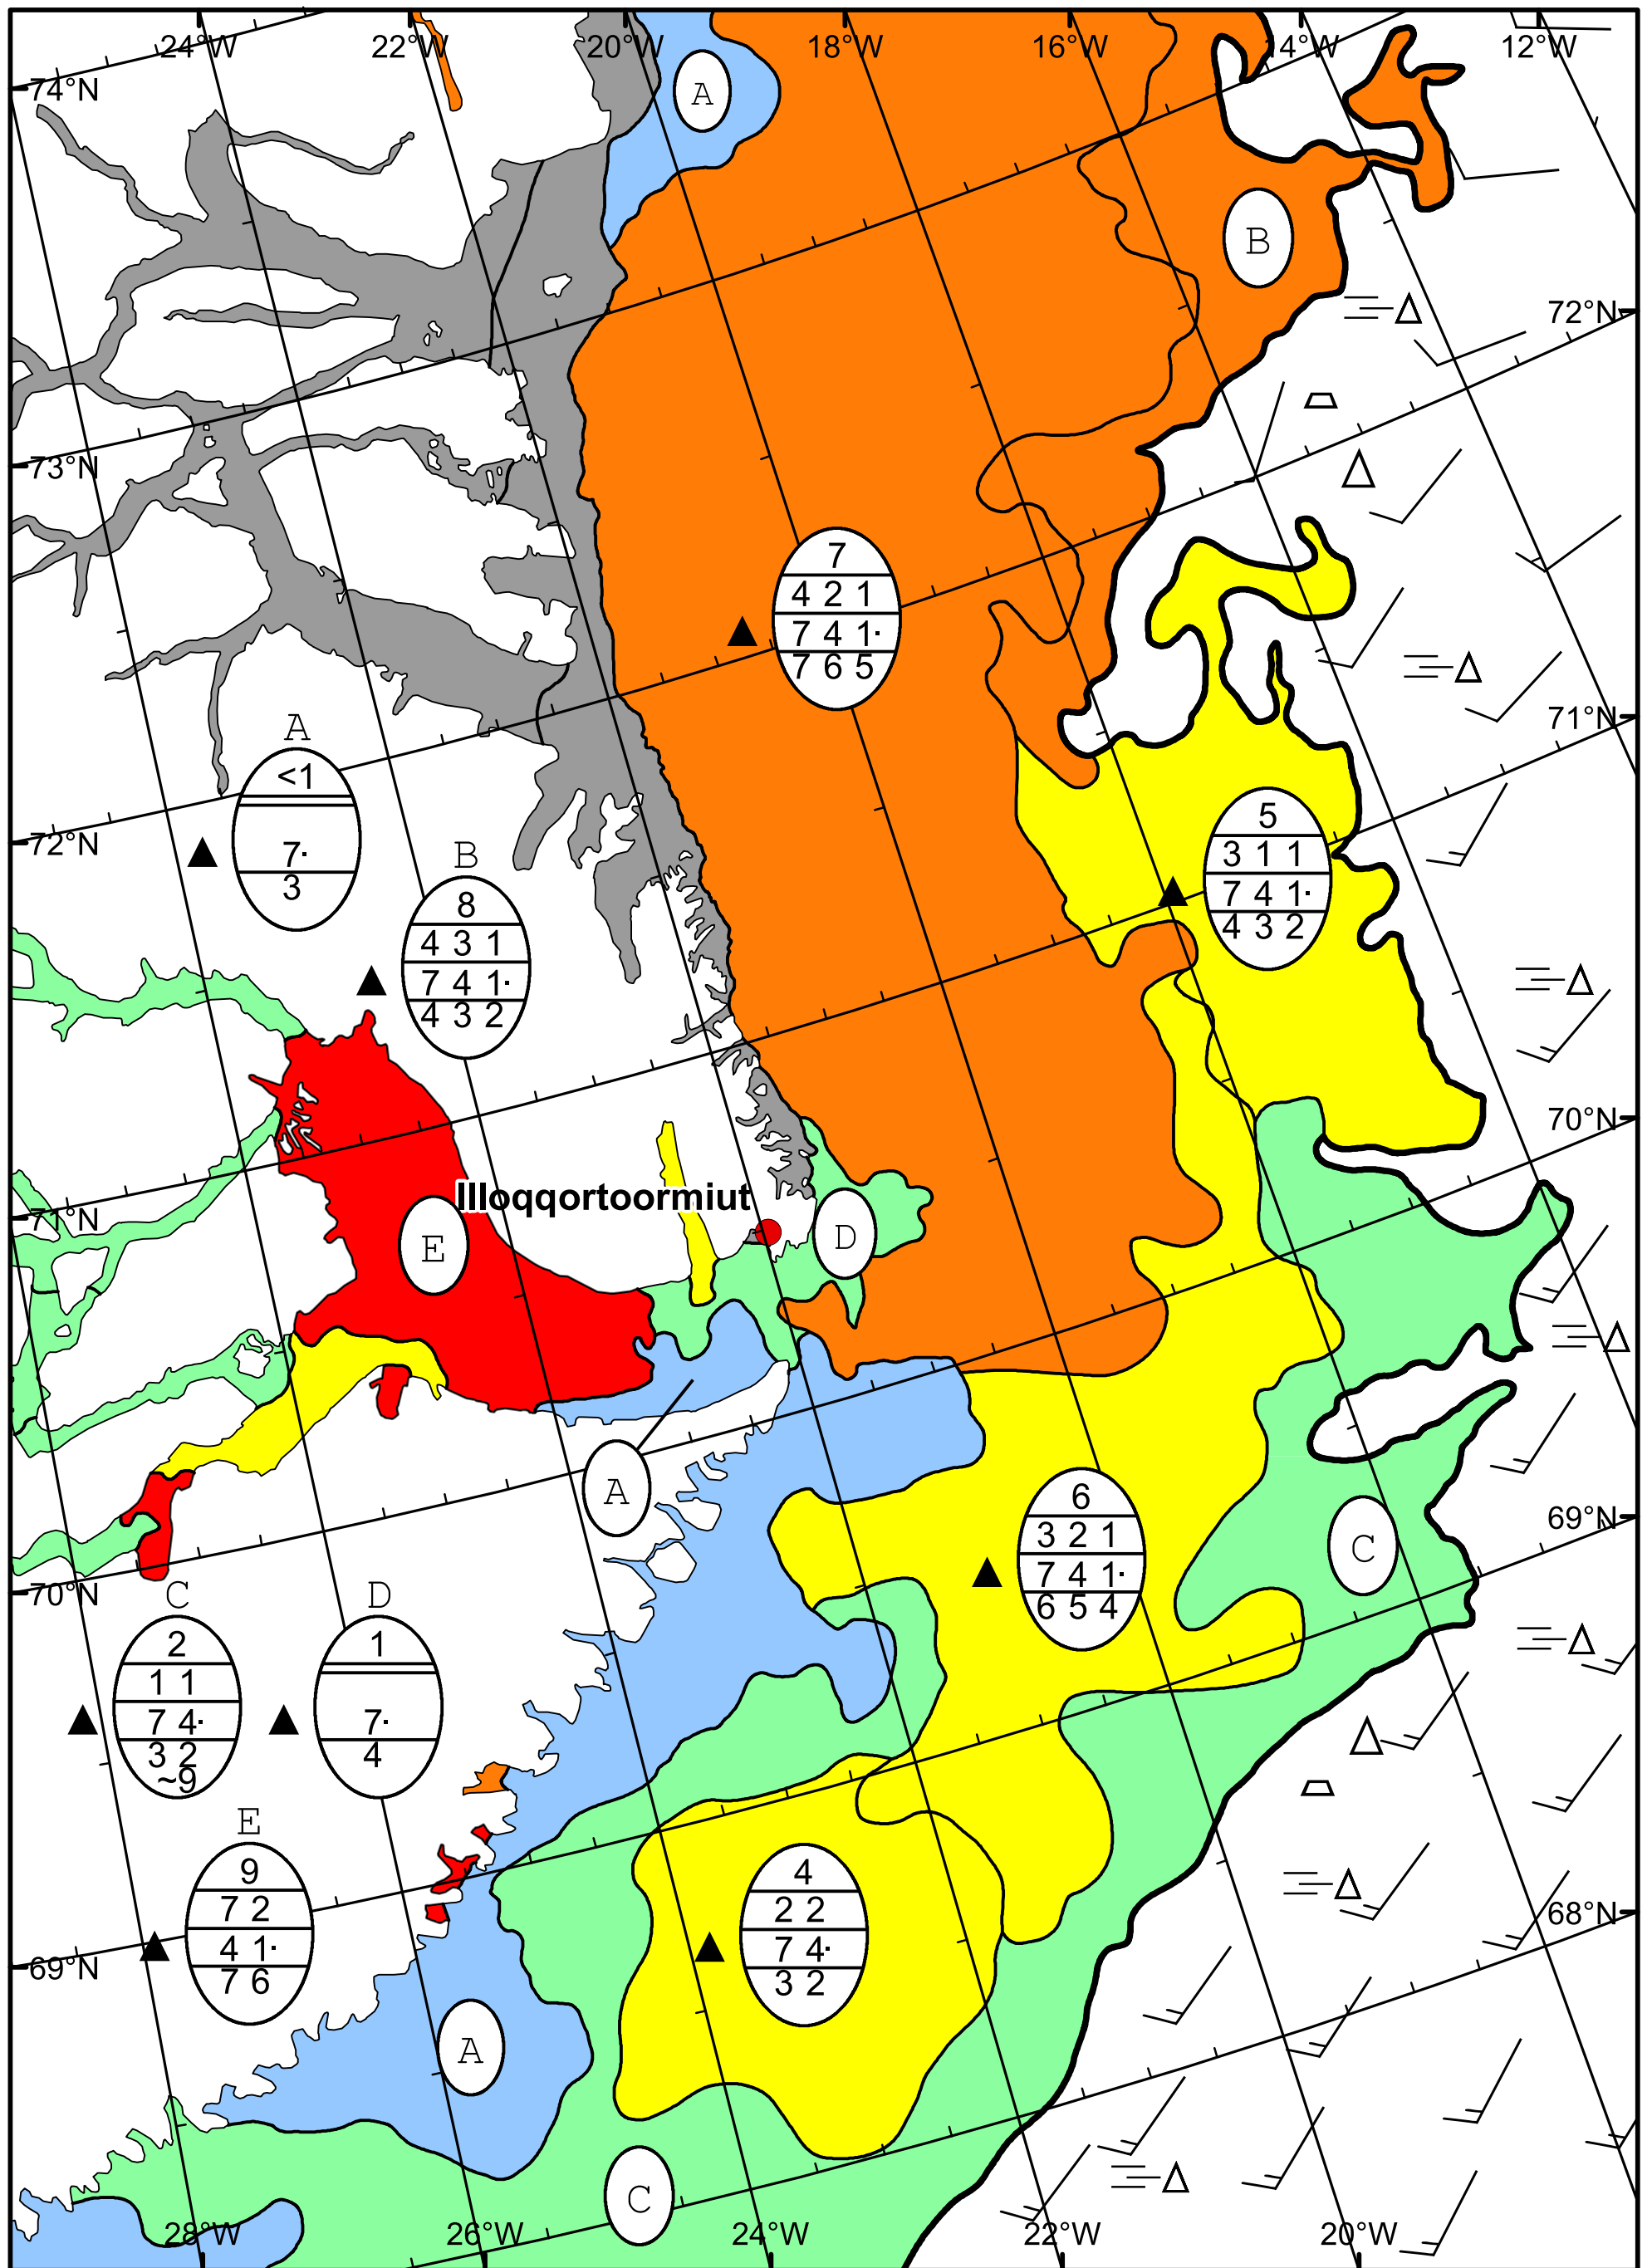 24°W 22°W 20°W 18°W 16°W 14°W 12°W
74°N
A
B
72°N
73°N
7
4 2 1
7 4 1·
7 6 5
71°N
A
<1
7·
3
72°N
5
3 1 1
7 4 1·
4 3 2
B
8
4 3 1
7 4 1·
4 3 2
70°N
71°N
Illoqqortoormiut
E
D
A
69°N
6
3 2 1
7 4 1·
6 5 4
C
70°N
C
2
1 1
7 4·
3 2
~9
D
1
7·
4
E
9
7 2
4 1·
7 6
4
2 2
7 4·
3 2
68°N
69°N
A
C
28°W 26°W 24°W 22°W 20°W